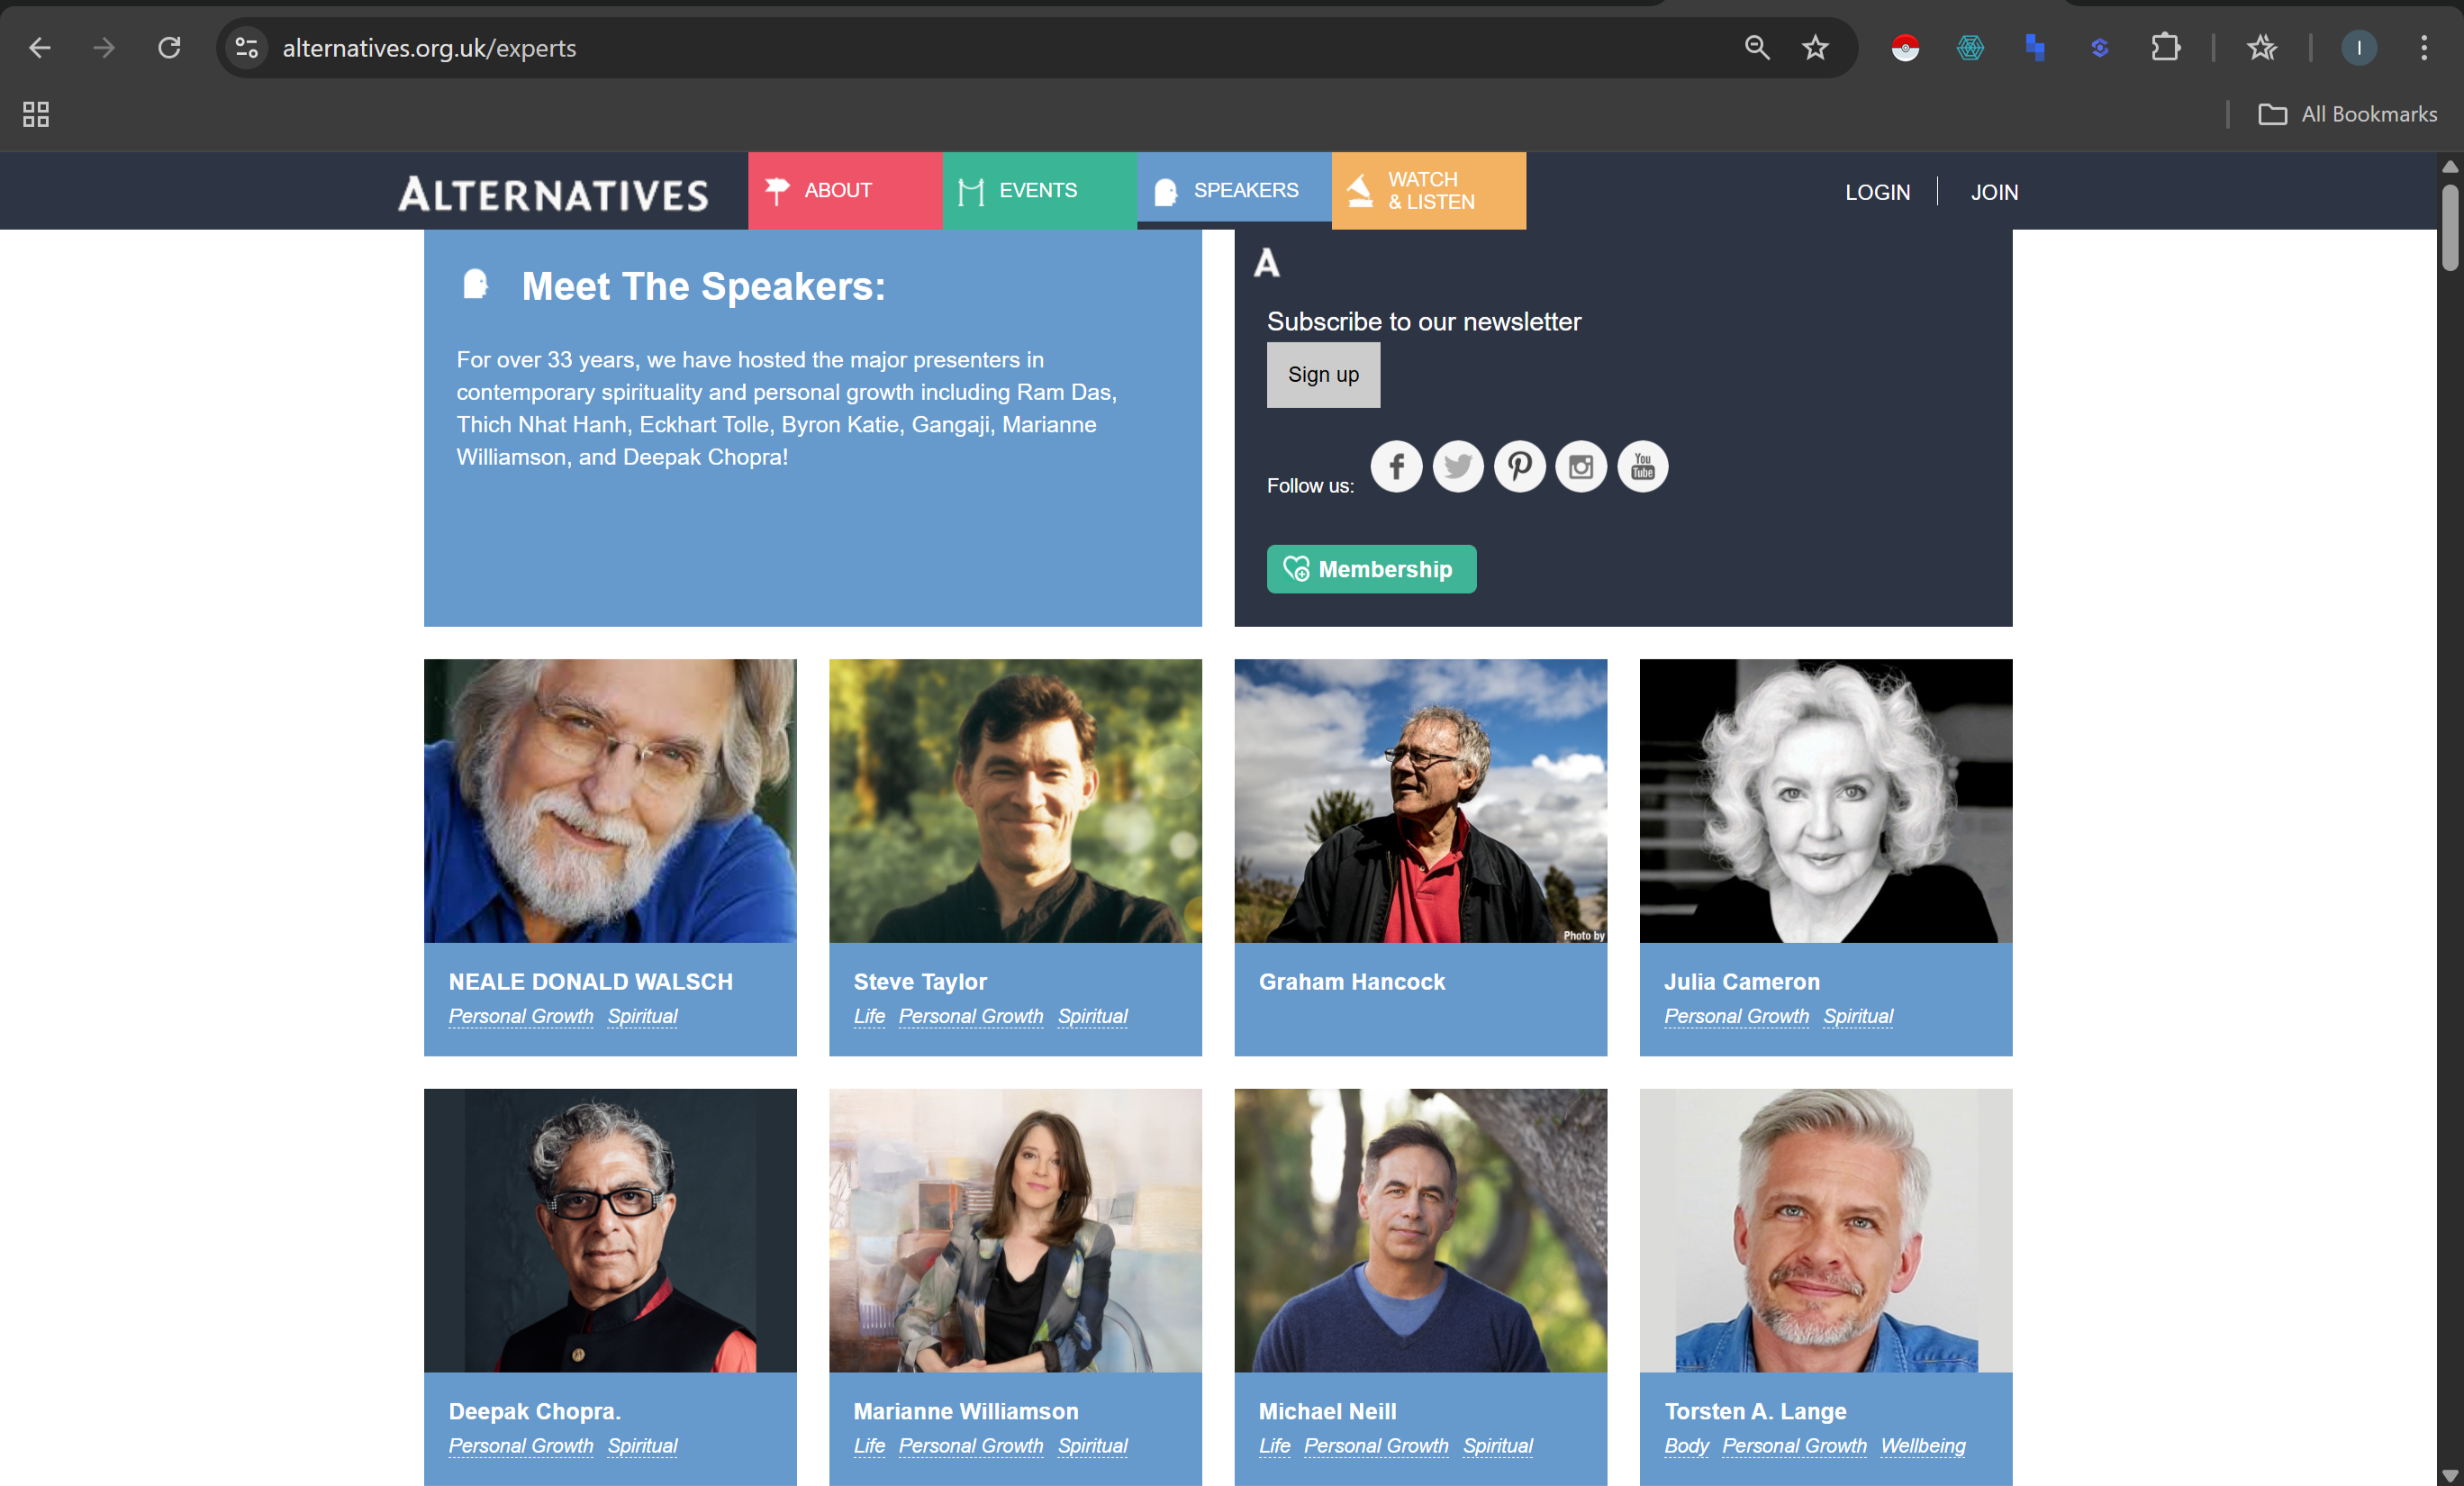 alternatives.org.uk/experts
All Bookmarks
ALTERNATIVES
ABOUT
EVENTS
SPEAKERS
WATCH
& LISTEN
LOGIN
JOIN
I
Meet The Speakers:
For over 33 years, we have hosted the major presenters in
contemporary spirituality and personal growth including Ram Das,
Thich Nhat Hanh, Eckhart Tolle, Byron Katie, Gangaji, Marianne
Williamson, and Deepak Chopra!
A
Subscribe to our newsletter
Sign up
Follow us:
You
Tube
Membership
Photo by
NEALE DONALD WALSCH
Personal Growth Spiritual
Steve Taylor
Life Personal Growth Spiritual
Graham Hancock
Julia Cameron
Personal Growth Spiritual
Deepak Chopra.
Personal Growth Spiritual
Marianne Williamson
Life Personal Growth Spiritual
Michael Neill
Life Personal Growth Spiritual
Torsten A. Lange
Body Personal Growth Wellbeing